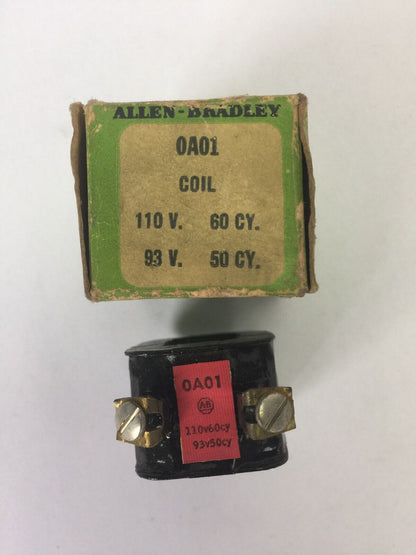 ALLEN-BRADLEY
0A01
COIL
110 V. 60 CY.
93 V. 50 CY.
0A01
AB
110v60cy
93v50cy